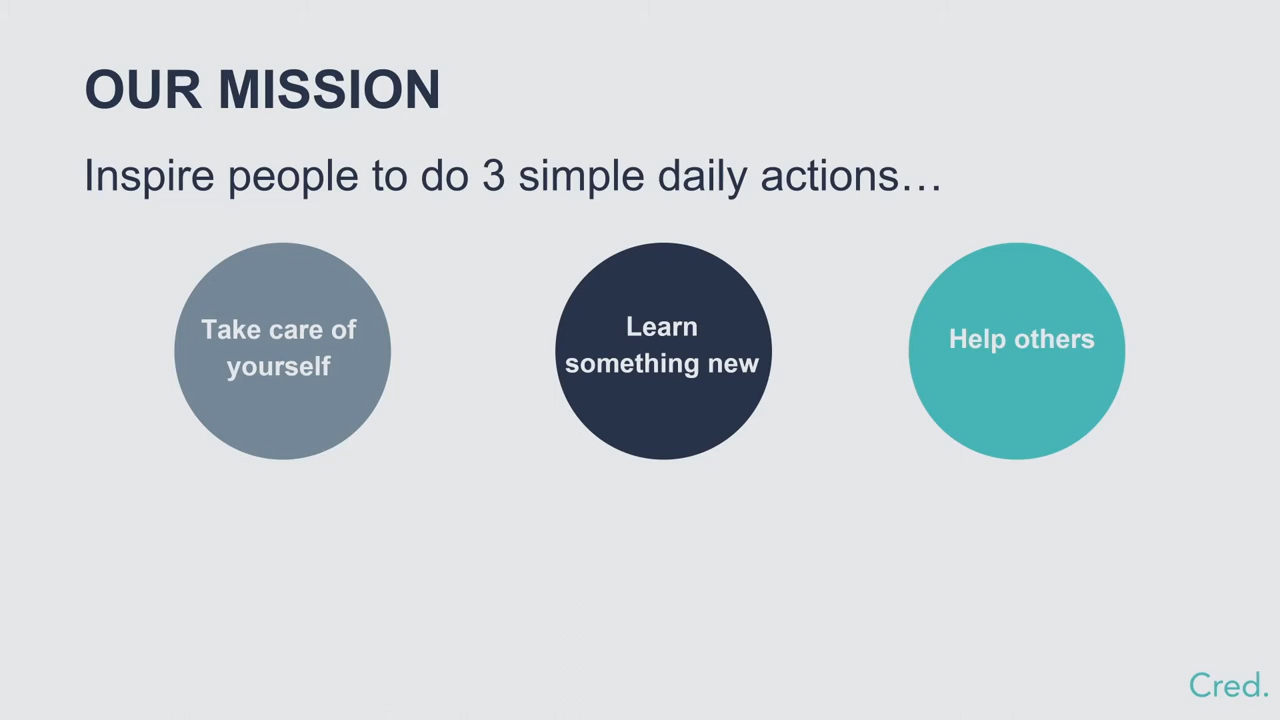 OUR MISSION
Inspire people to do 3 simple daily actions…
Take care of
yourself
Learn
something new
Help others
Cred.